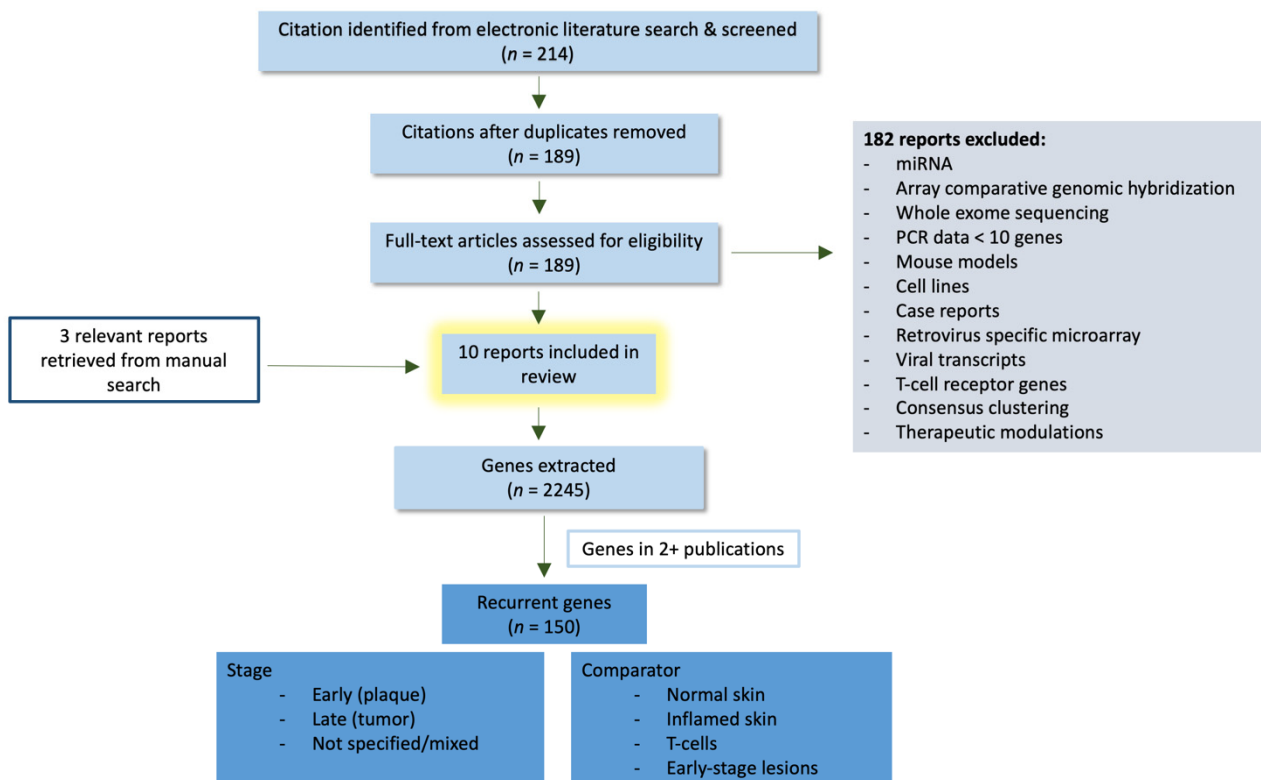 Citation identified from electronic literature search & screened
(n = 214)
Citations after duplicates removed
(n = 189)
Full-text articles assessed for eligibility
(n = 189)
182 reports excluded:
- miRNA
- Array comparative genomic hybridization
- Whole exome sequencing
- PCR data < 10 genes
- Mouse models
- Cell lines
- Case reports
- Retrovirus specific microarray
- Viral transcripts
- T-cell receptor genes
- Consensus clustering
- Therapeutic modulations
3 relevant reports
retrieved from manual
search
10 reports included in
review
Genes extracted
(n = 2245)
Genes in 2+ publications
Recurrent genes
(n = 150)
Stage
- Early (plaque)
- Late (tumor)
- Not specified/mixed
Comparator
- Normal skin
- Inflamed skin
- T-cells
- Early-stage lesions